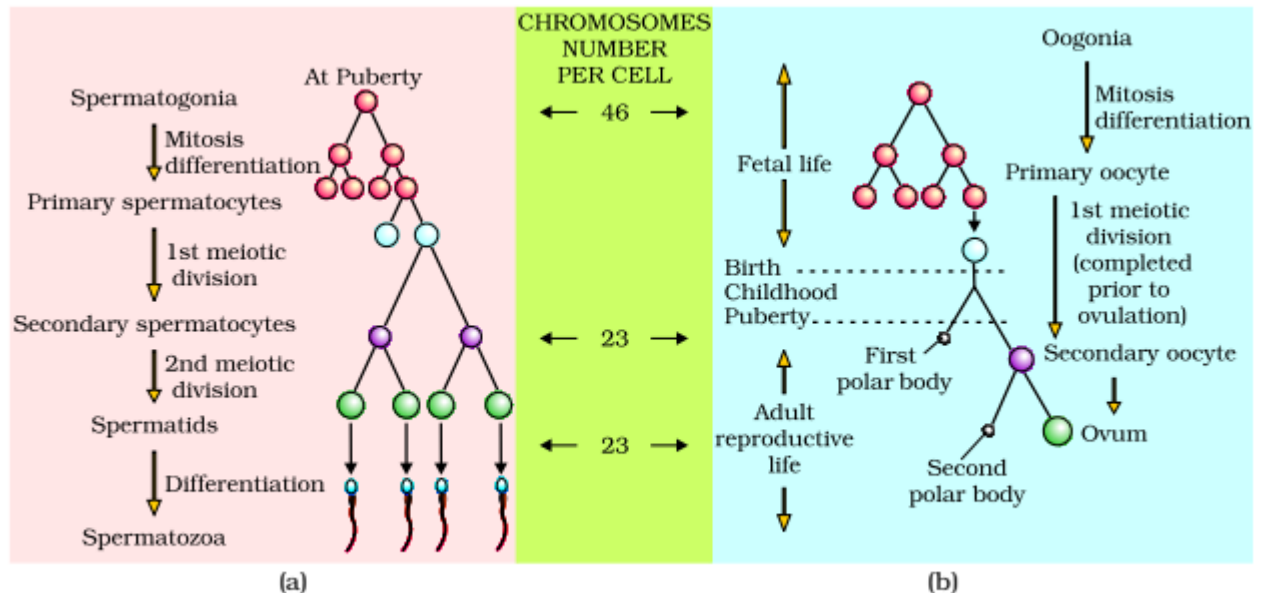 At Puberty
Spermatogonia
Mitosis
differentiation
Primary spermatocytes
1st meiotic
division
Secondary spermatocytes
2nd meiotic
division
Spermatids
Differentiation
Spermatozoa
(a)
CHROMOSOMES
NUMBER
PER CELL
46
23
23
Oogonia
Mitosis
differentiation
Fetal life
Primary oocyte
1st meiotic
division
(completed
prior to
ovulation)
Birth
Childhood
Puberty
First
polar body
Secondary oocyte
Adult
reproductive
life
Ovum
Second
polar body
(b)